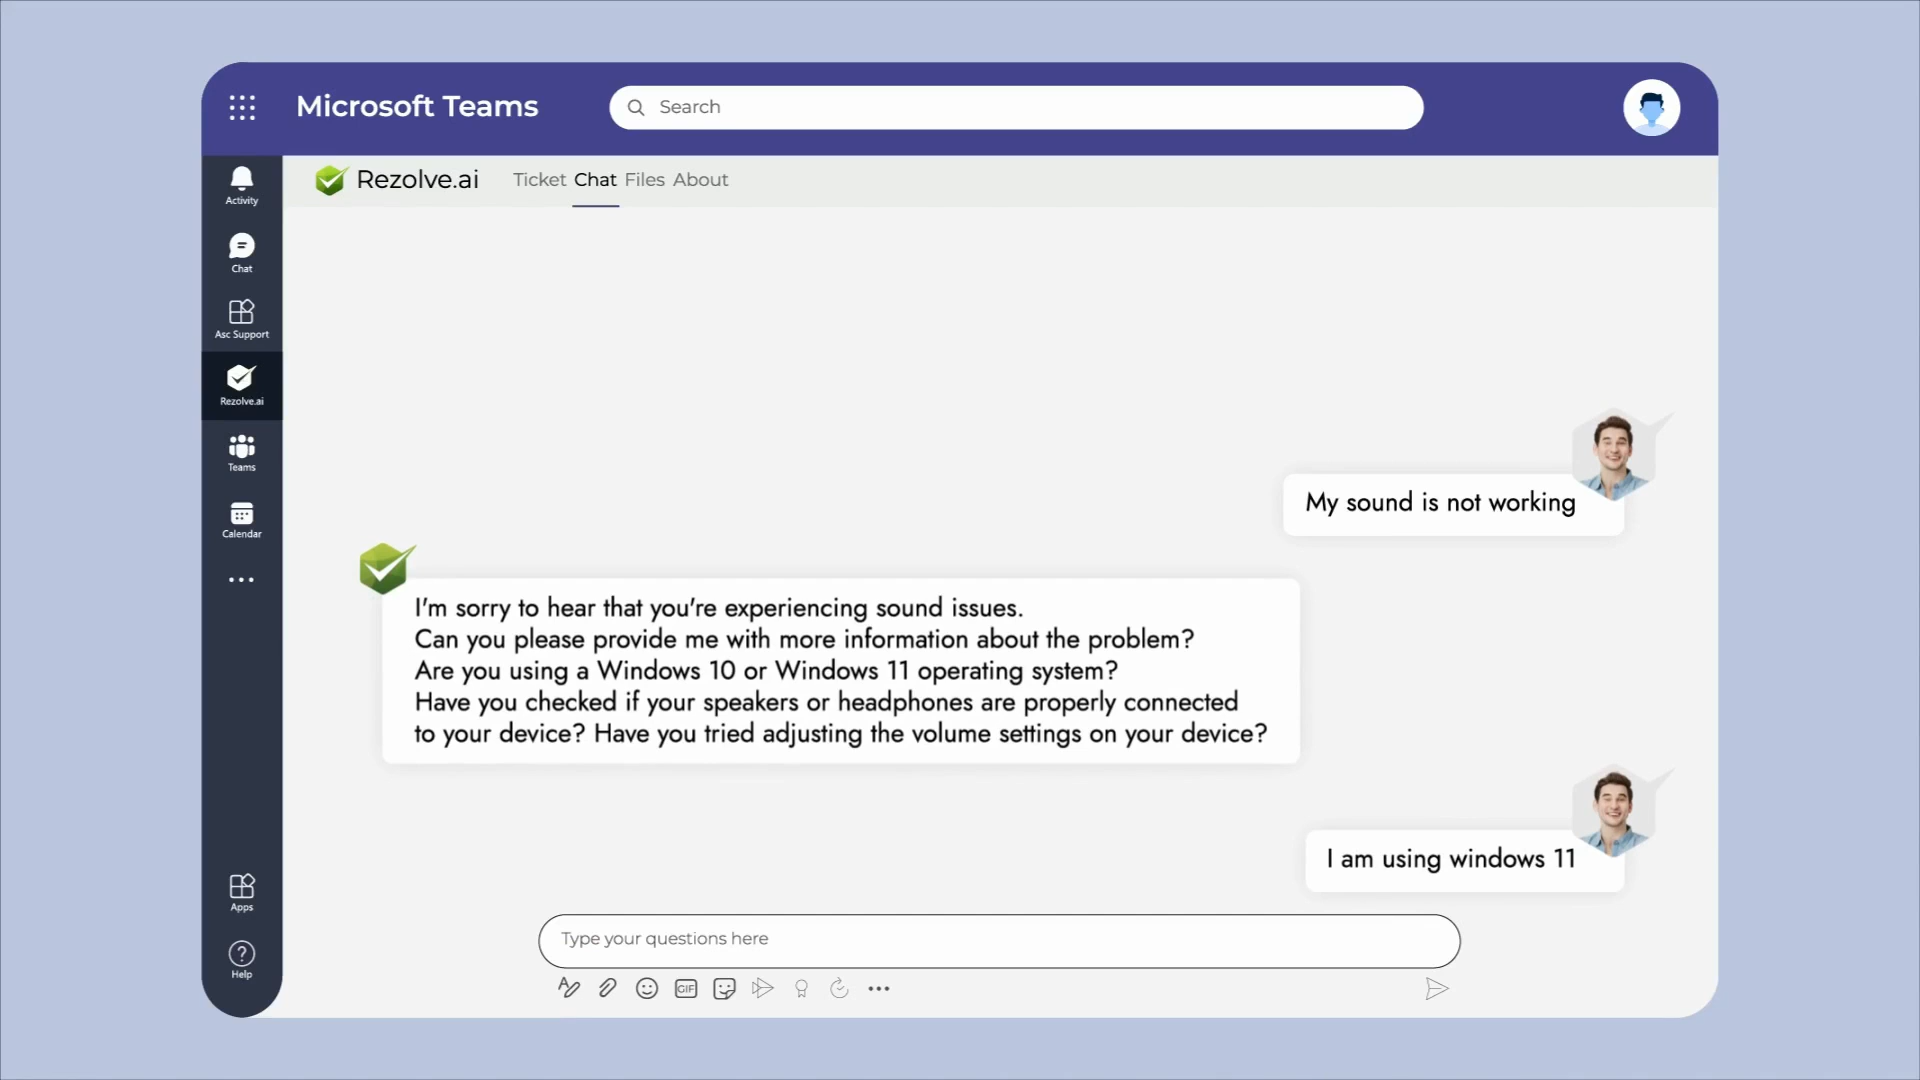 Microsoft Teams
Search
Rezolve.ai
Ticket Chat Files About
Activity
Chat
Asc Support
Rezolve.ai
Teams
Calendar
Apps
Help
My sound is not working
I'm sorry to hear that you're experiencing sound issues.
Can you please provide me with more information about the problem?
Are you using a Windows 10 or Windows 11 operating system?
Have you checked if your speakers or headphones are properly connected
to your device? Have you tried adjusting the volume settings on your device?
I am using windows 11
Type your questions here
GIF